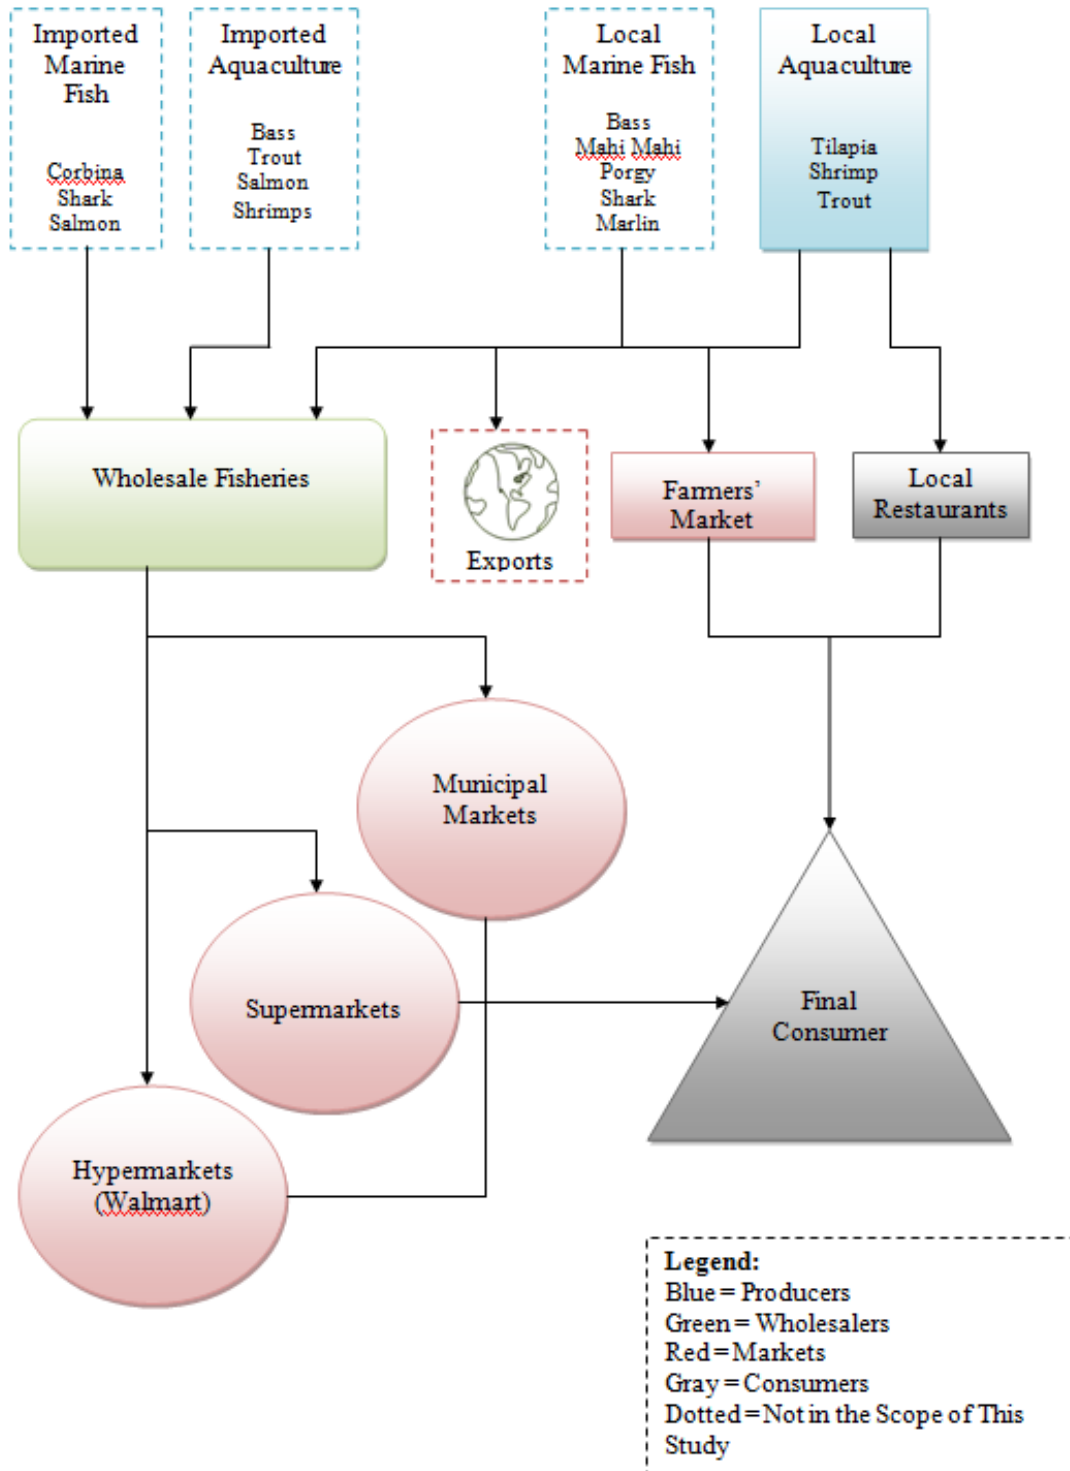 Imported
Marine
Fish
Corbina
Shark
Salmon
Imported
Aquaculture
Bass
Trout
Salmon
Shrimps
Local
Marine Fish
Bass
Mahi Mahi
Porgy
Shark
Marlin
Local
Aquaculture
Tilapia
Shrimp
Trout
Wholesale Fisheries
Exports
Farmers’
Market
Local
Restaurants
Municipal
Markets
Supermarkets
Final
Consumer
Hypermarkets
(Walmart)
Legend:
Blue = Producers
Green = Wholesalers
Red = Markets
Gray = Consumers
Dotted = Not in the Scope of This
Study